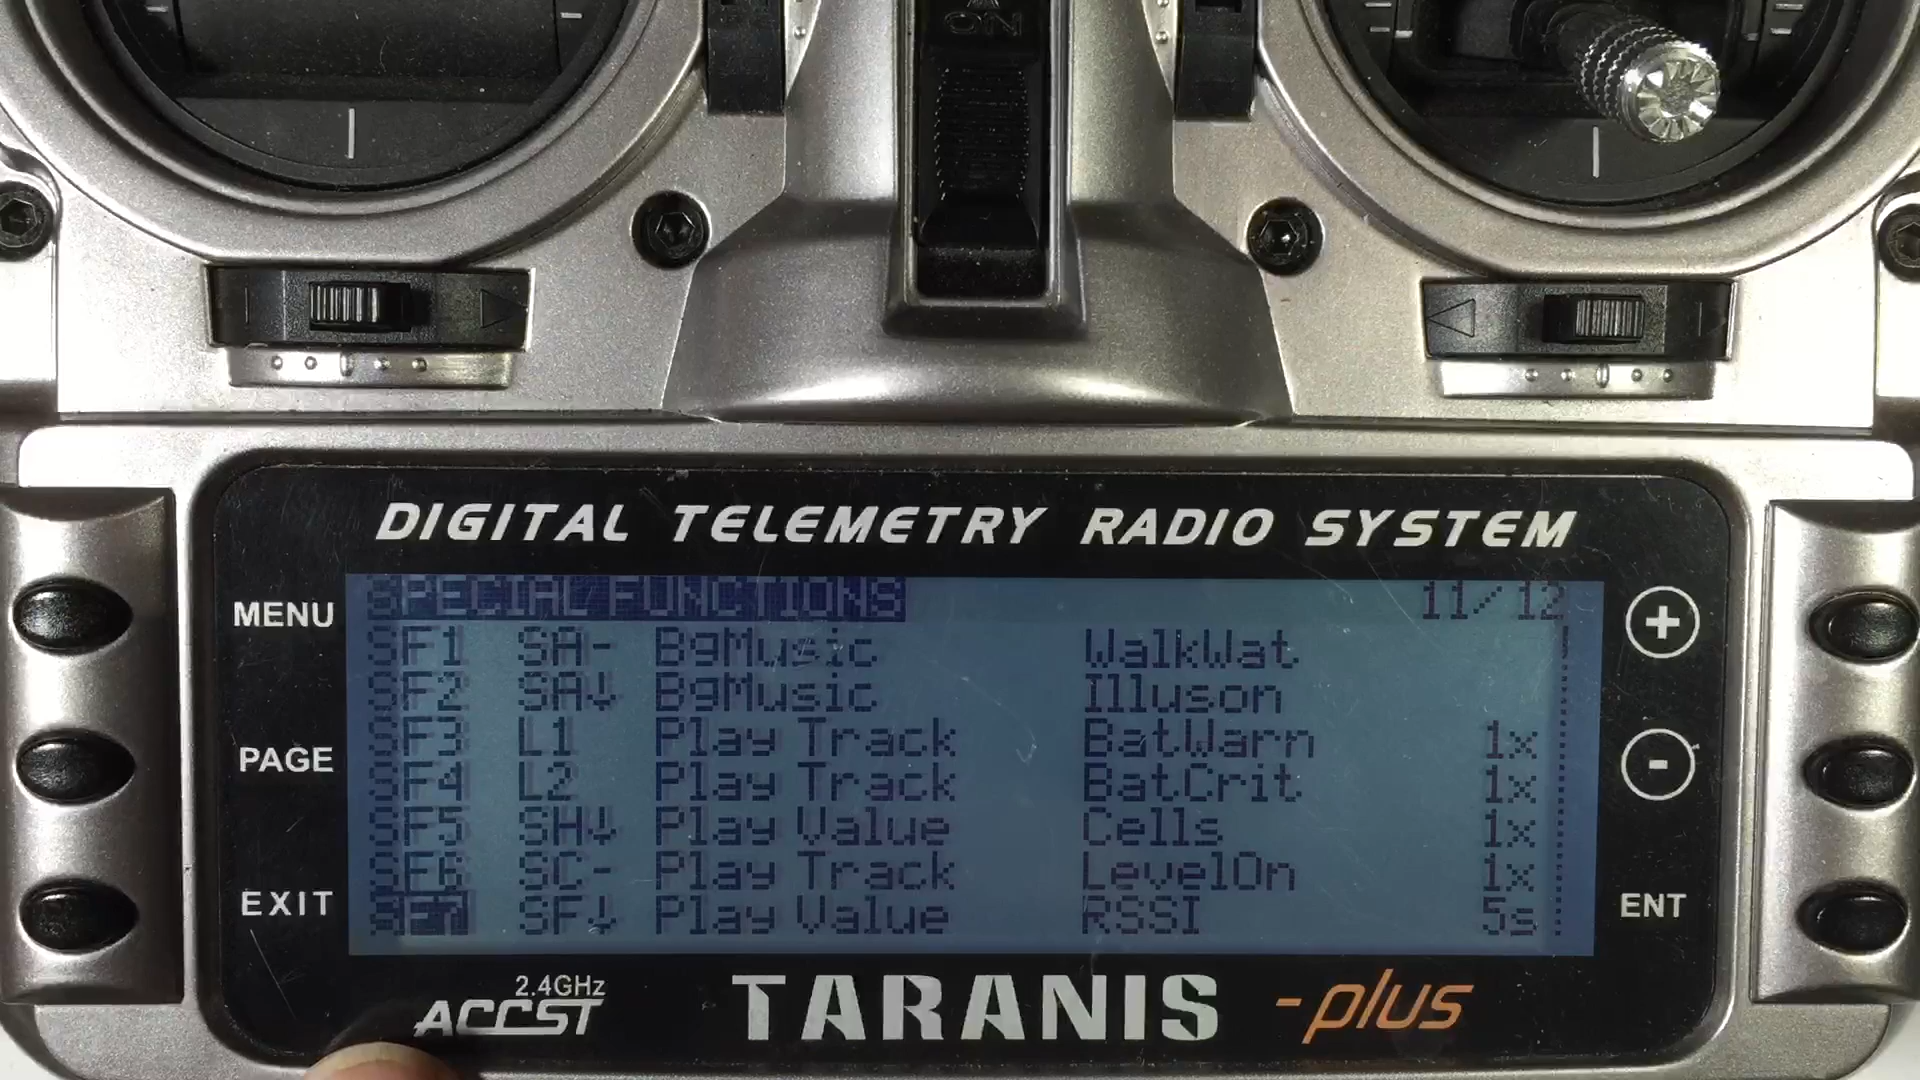 ON
DIGITAL TELEMETRY RADIO SYSTEM
MENU
PAGE
EXIT
SPECIAL FUNCTIONS 11/12
SF1 SA- BgMusic WalkWat
SF2 SA↓ BgMusic Illuson
SF3 L1 Play Track BatWarn 1x
SF4 L2 Play Track BatCrit 1x
SF5 SH↓ Play Value Cells 1x
SF6 SC- Play Track LevelOn 1x
SF7 SF↓ Play Value RSSI 5s
+
-
ENT
2.4GHz
ACCST
TARANIS -plus